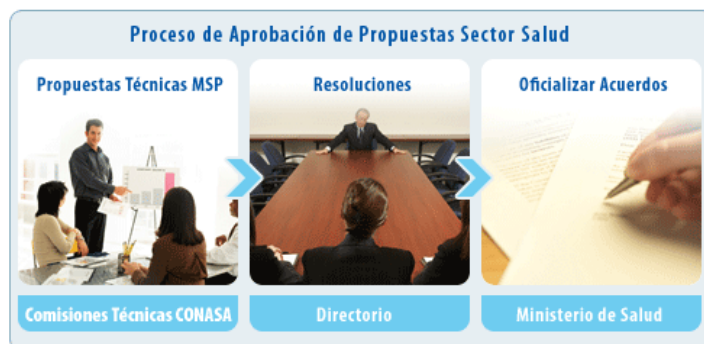 Proceso de Aprobación de Propuestas Sector Salud
Propuestas Técnicas MSP
Resoluciones
Oficializar Acuerdos
Comisiones Técnicas CONASA
Directorio
Ministerio de Salud